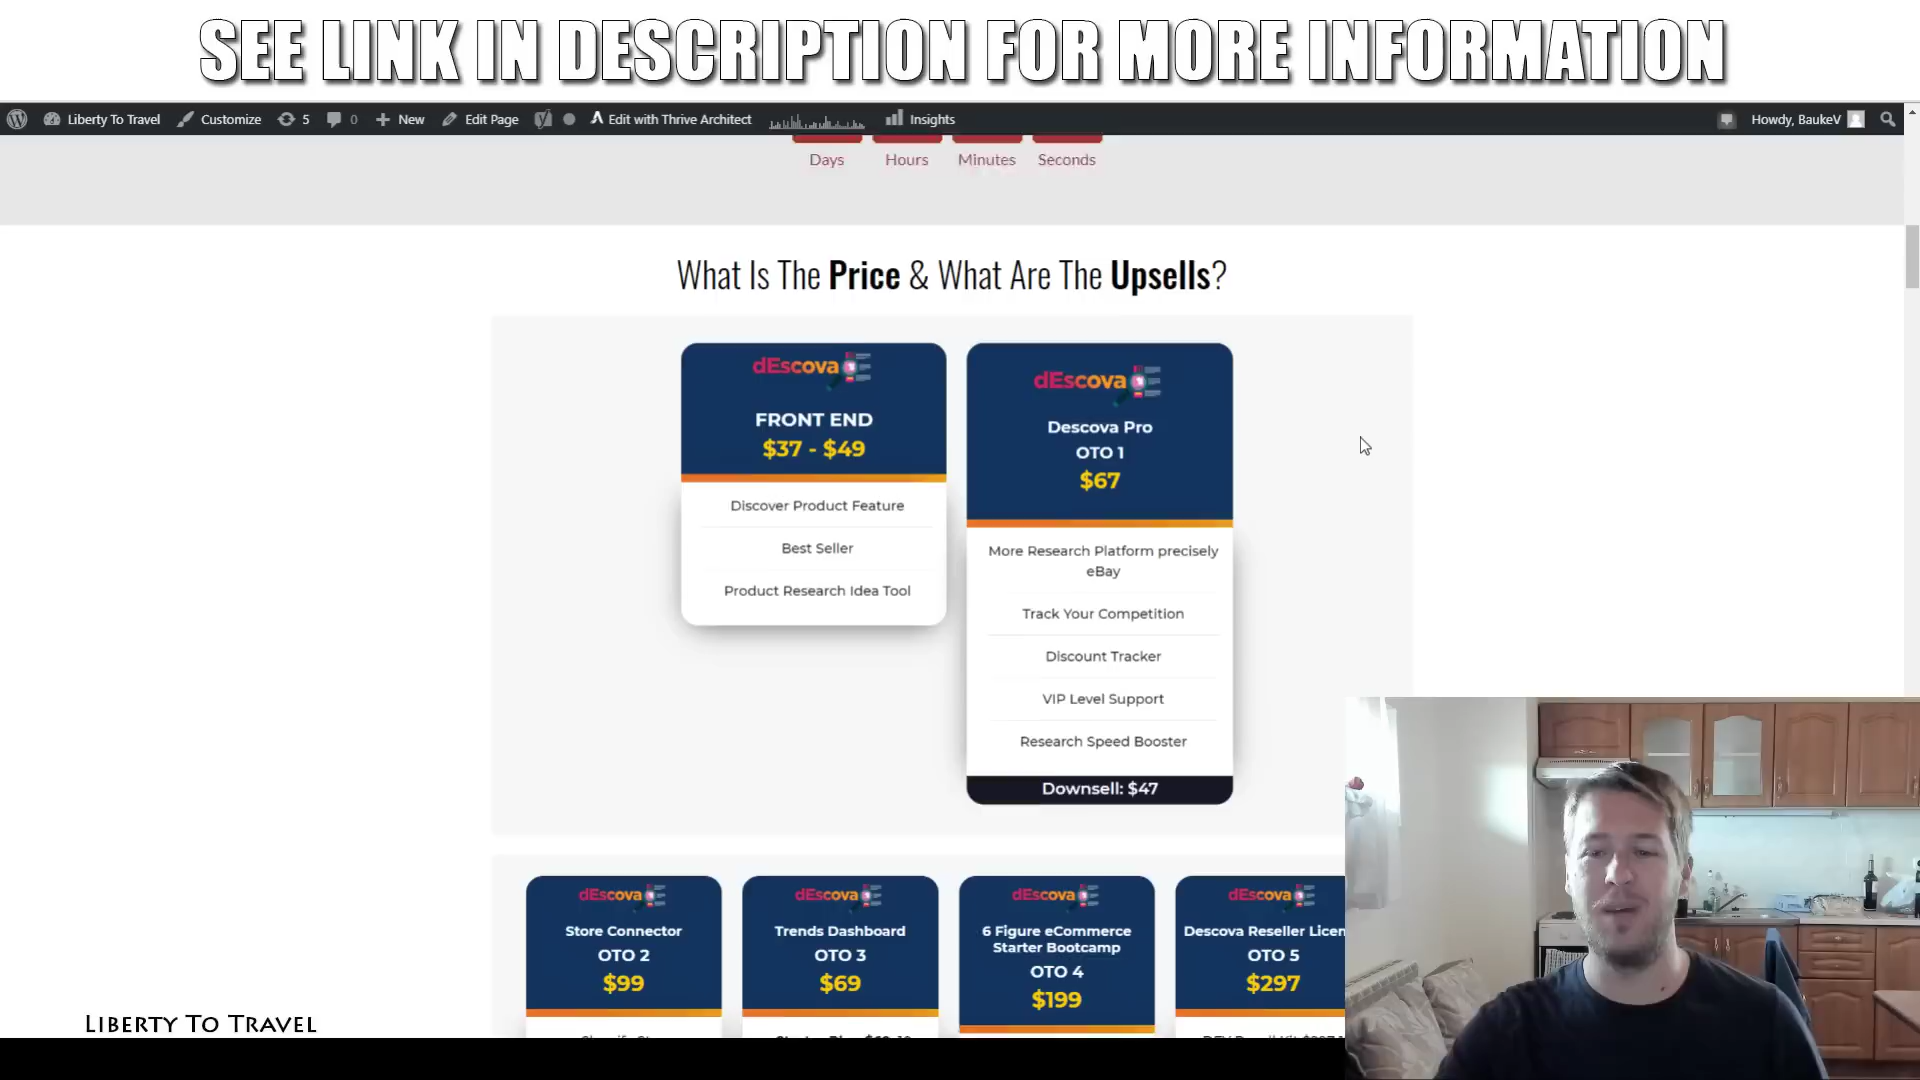 SEE LINK IN DESCRIPTION FOR MORE INFORMATION
Liberty To Travel Customize 5 0 New Edit Page Edit with Thrive Architect Insights Howdy, BaukeV
Days Hours Minutes Seconds
What Is The Price & What Are The Upsells?
dEscova
FRONT END
$37 - $49
Discover Product Feature
Best Seller
Product Research Idea Tool
dEscova
Descova Pro
OTO 1
$67
More Research Platform precisely
eBay
Track Your Competition
Discount Tracker
VIP Level Support
Research Speed Booster
Downsell: $47
dEscova
Store Connector
OTO 2
$99
dEscova
Trends Dashboard
OTO 3
$69
dEscova
6 Figure eCommerce
Starter Bootcamp
OTO 4
$199
dEscova
Descova Reseller Licen
OTO 5
$297
Liberty To Travel